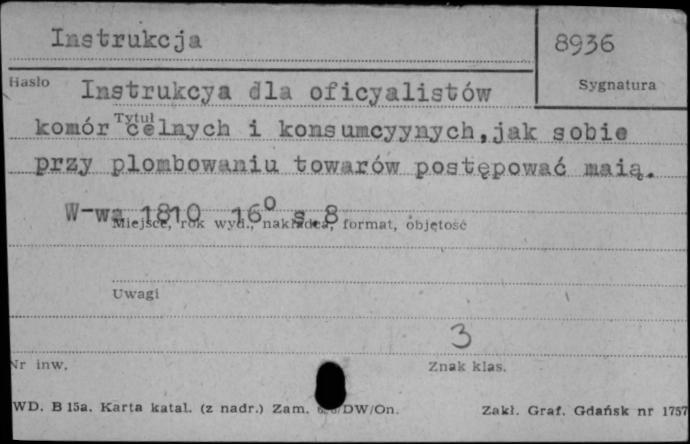 Instrukcja
8936
Hasło
Sygnatura
Instrukcya dla oficyalistów
Tytuł
komór celnych i konsumcyynych,jak sobie
przy plombowaniu towarów postępować maią.
W-wa 1810 16⁰ s.8
Miejsce, rok wyd., nakładca, format, objętość
Uwagi
3
Nr inw.
Znak klas.
WD. B 15a. Karta katal. (z nadr.) Zam. DW/On.
Zakł. Graf. Gdańsk nr 1757